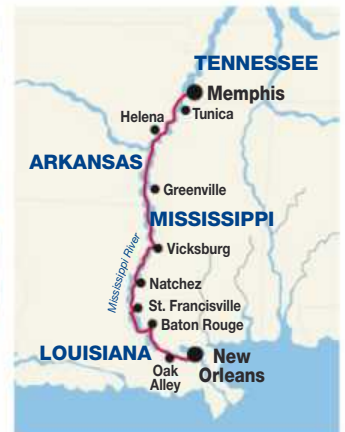 TENNESSEE
Memphis
Tunica
Helena
ARKANSAS
Greenville
MISSISSIPPI
Mississippi River
Vicksburg
Natchez
St. Francisville
Baton Rouge
LOUISIANA
Oak
Alley
New
Orleans